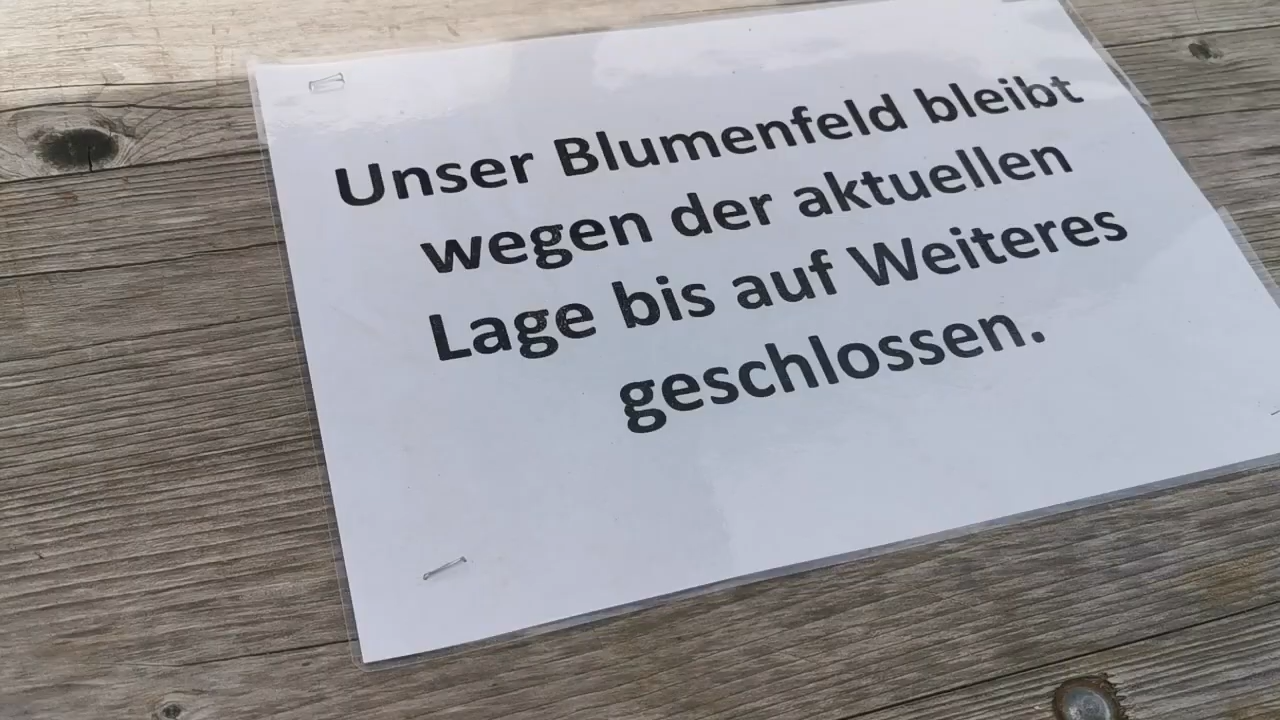 Unser Blumenfeld bleibt
wegen der aktuellen
Lage bis auf Weiteres
geschlossen.